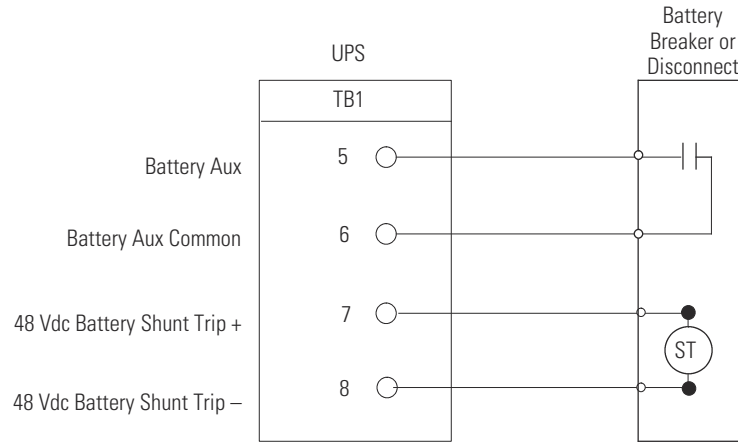 Battery
Breaker or
Disconnect
UPS
TB1
Battery Aux
5
Battery Aux Common
6
48 Vdc Battery Shunt Trip +
7
ST
48 Vdc Battery Shunt Trip –
8